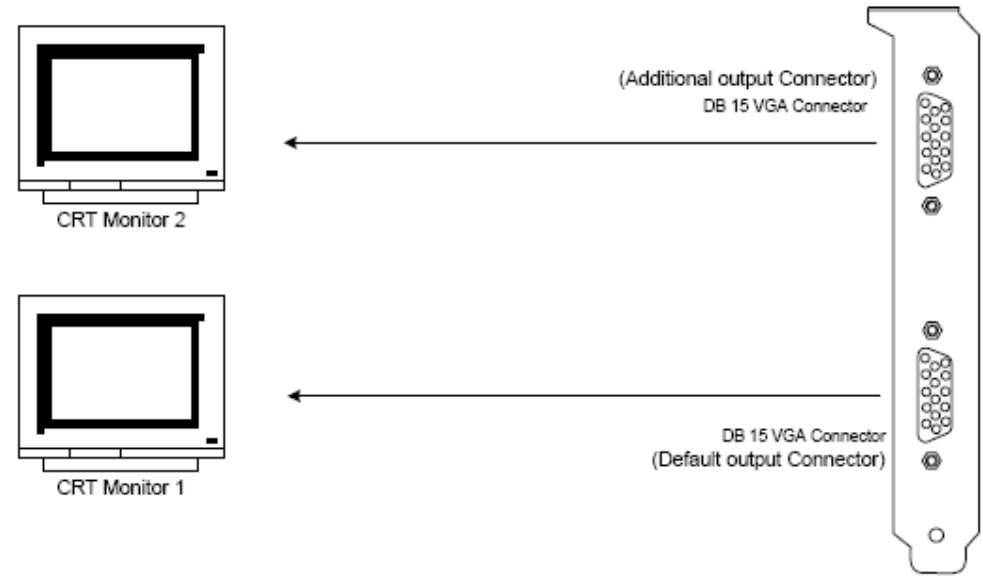 (Additional output Connector)
DB 15 VGA Connector
CRT Monitor 2
DB 15 VGA Connector
(Default output Connector)
CRT Monitor 1